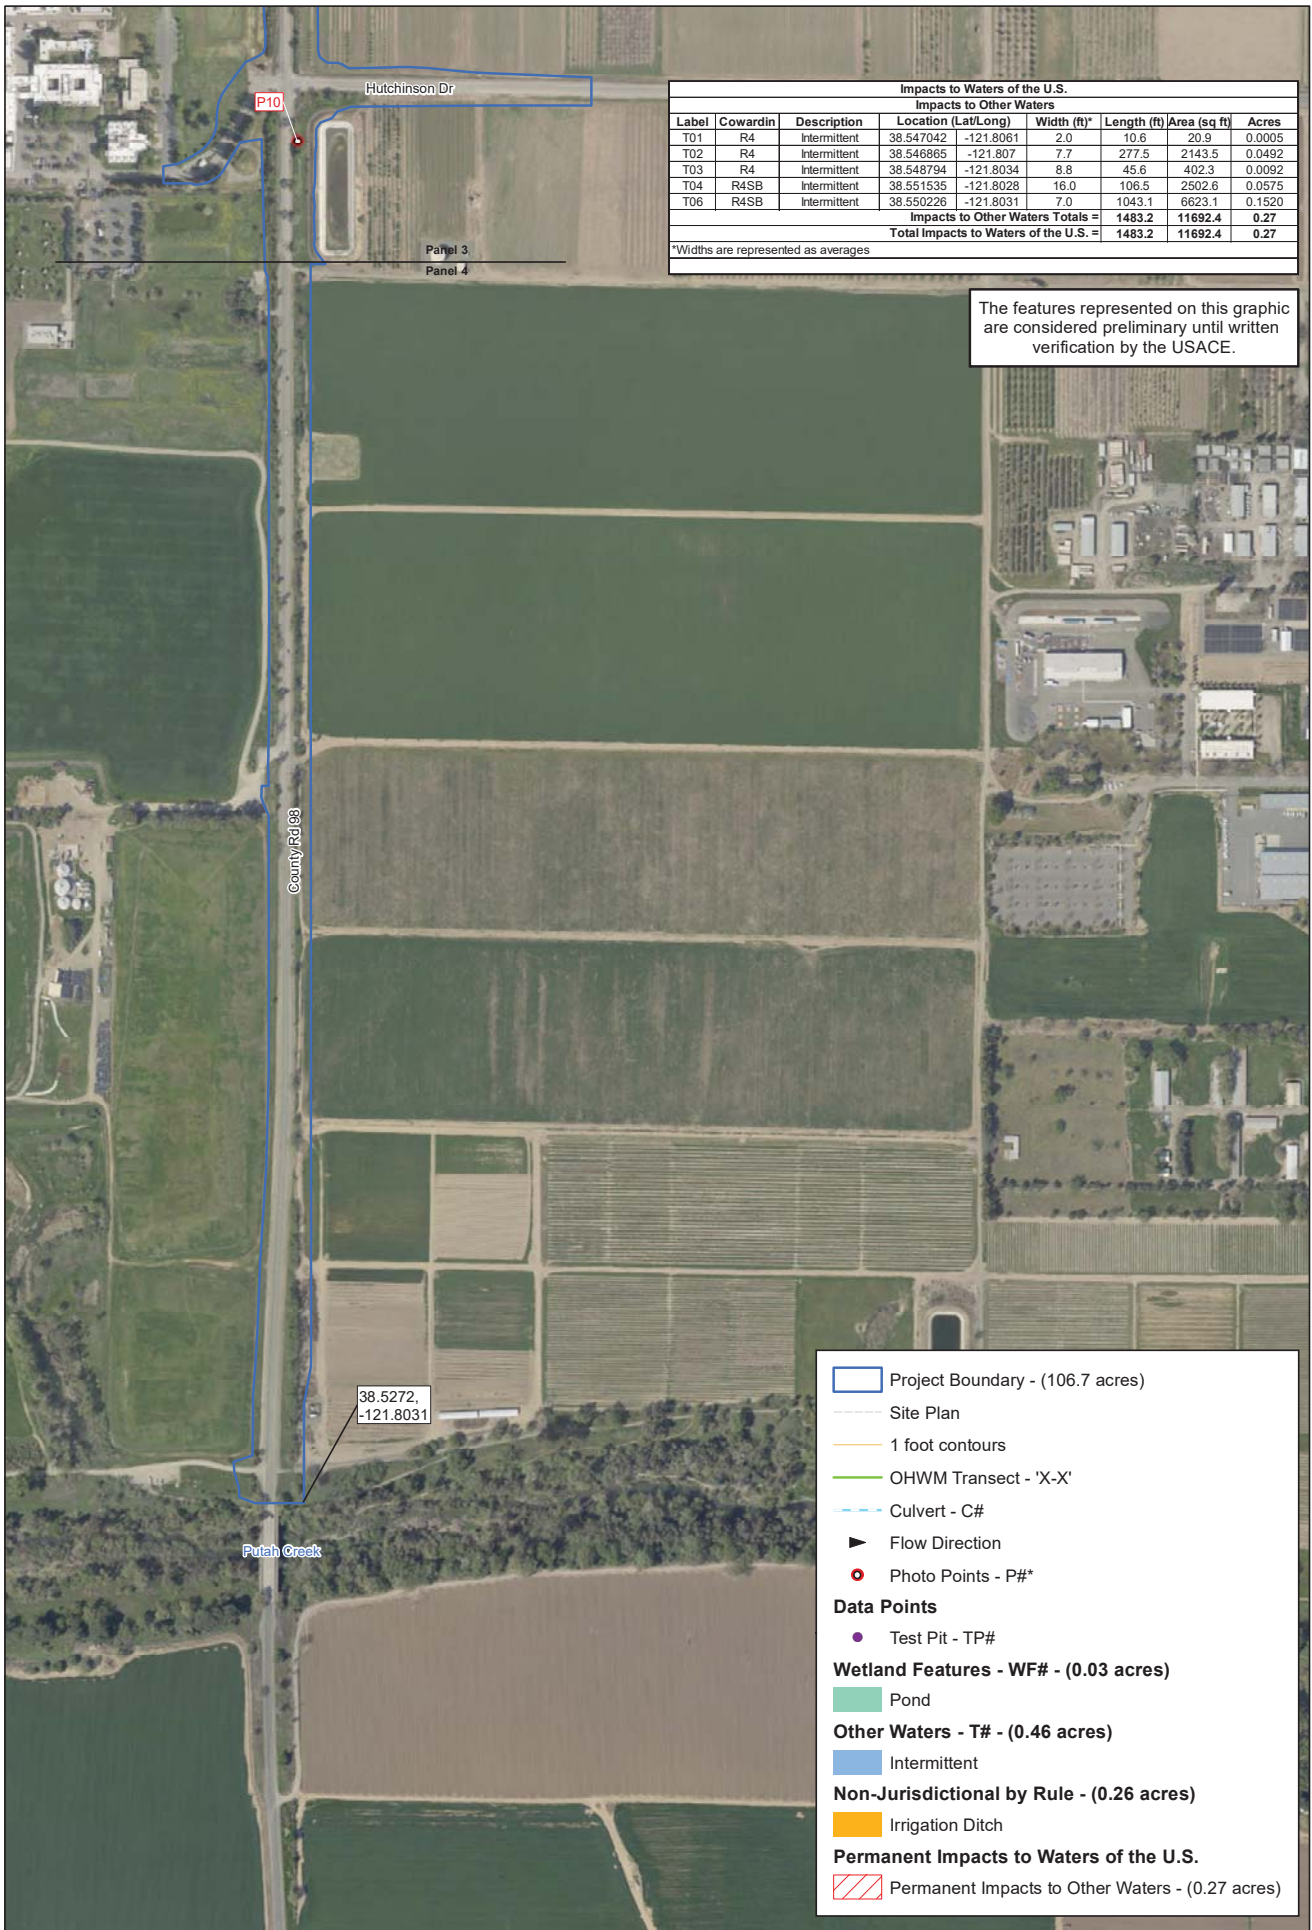 Hutchinson Dr
P10
Impacts to Waters of the U.S.
Impacts to Other Waters
Label Cowardin Description Location (Lat/Long) Width (ft)* Length (ft) Area (sq ft) Acres
T01 R4 Intermittent 38.547042 -121.8061 2.0 10.6 20.9 0.0005
T02 R4 Intermittent 38.546865 -121.807 7.7 277.5 2143.5 0.0492
T03 R4 Intermittent 38.548794 -121.8034 8.8 45.6 402.3 0.0092
T04 R4SB Intermittent 38.551535 -121.8028 16.0 106.5 2502.6 0.0575
T06 R4SB Intermittent 38.550226 -121.8031 7.0 1043.1 6623.1 0.1520
Impacts to Other Waters Totals = 1483.2 11692.4 0.27
Total Impacts to Waters of the U.S. = 1483.2 11692.4 0.27
*Widths are represented as averages
Panel 3
Panel 4
The features represented on this graphic
are considered preliminary until written
verification by the USACE.
County Rd 98
38.5272,
-121.8031
Putah Creek
Project Boundary - (106.7 acres)
Site Plan
1 foot contours
OHWM Transect - 'X-X'
Culvert - C#
Flow Direction
Photo Points - P#*
Data Points
Test Pit - TP#
Wetland Features - WF# - (0.03 acres)
Pond
Other Waters - T# - (0.46 acres)
Intermittent
Non-Jurisdictional by Rule - (0.26 acres)
Irrigation Ditch
Permanent Impacts to Waters of the U.S.
Permanent Impacts to Other Waters - (0.27 acres)